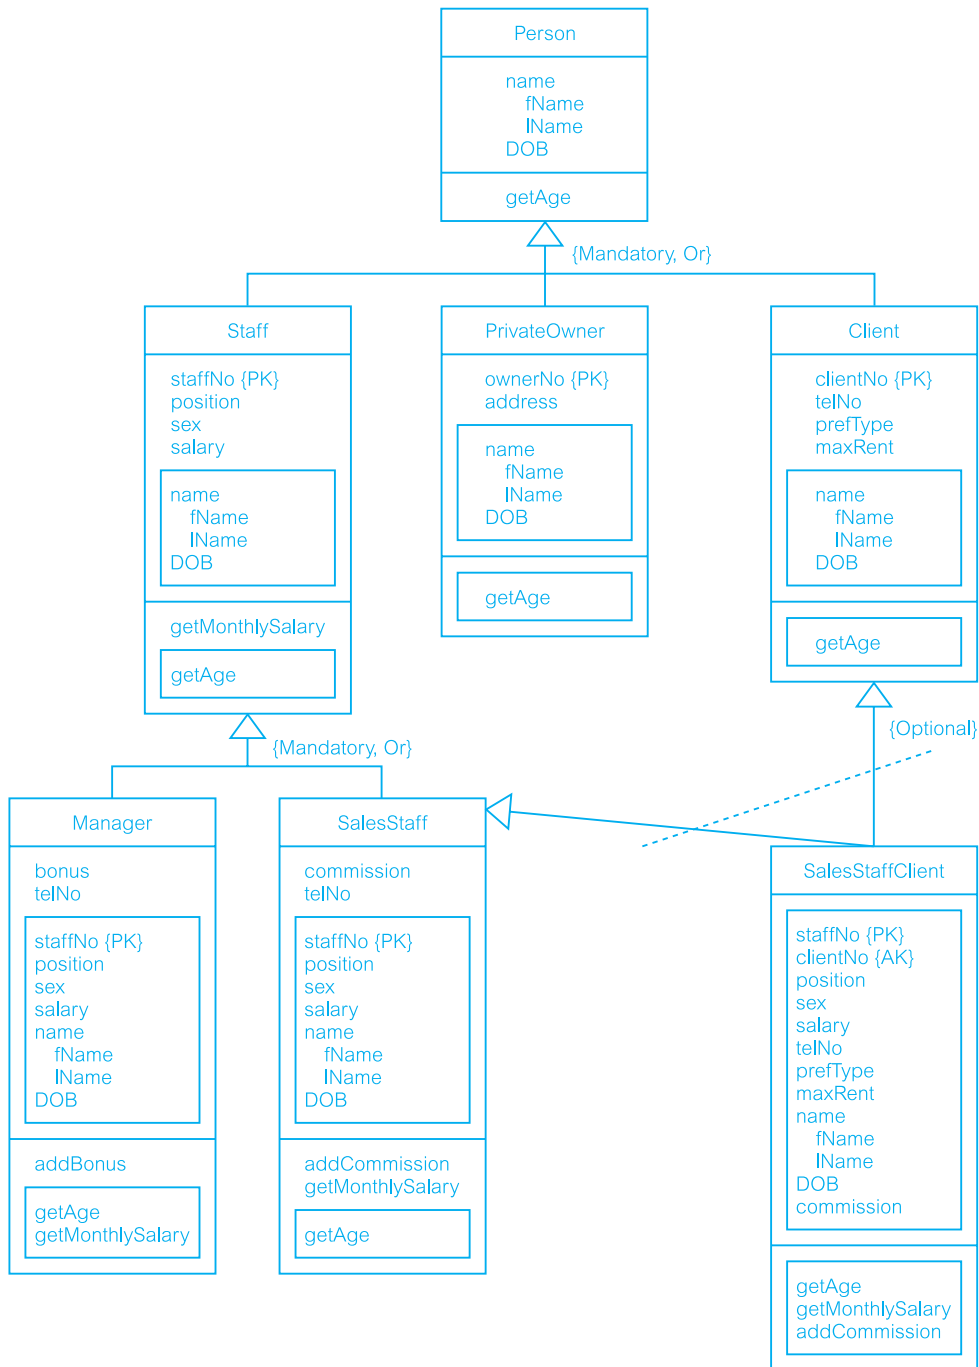 Person
name
fName
lName
DOB
getAge
{Mandatory, Or}
Staff
staffNo {PK}
position
sex
salary
name
fName
lName
DOB
getMonthlySalary
getAge
PrivateOwner
ownerNo {PK}
address
name
fName
lName
DOB
getAge
Client
clientNo {PK}
telNo
prefType
maxRent
name
fName
lName
DOB
getAge
{Mandatory, Or}
{Optional}
Manager
bonus
telNo
staffNo {PK}
position
sex
salary
name
fName
lName
DOB
addBonus
getAge
getMonthlySalary
SalesStaff
commission
telNo
staffNo {PK}
position
sex
salary
name
fName
lName
DOB
addCommission
getMonthlySalary
getAge
SalesStaffClient
staffNo {PK}
clientNo {AK}
position
sex
salary
telNo
prefType
maxRent
name
fName
lName
DOB
commission
getAge
getMonthlySalary
addCommission